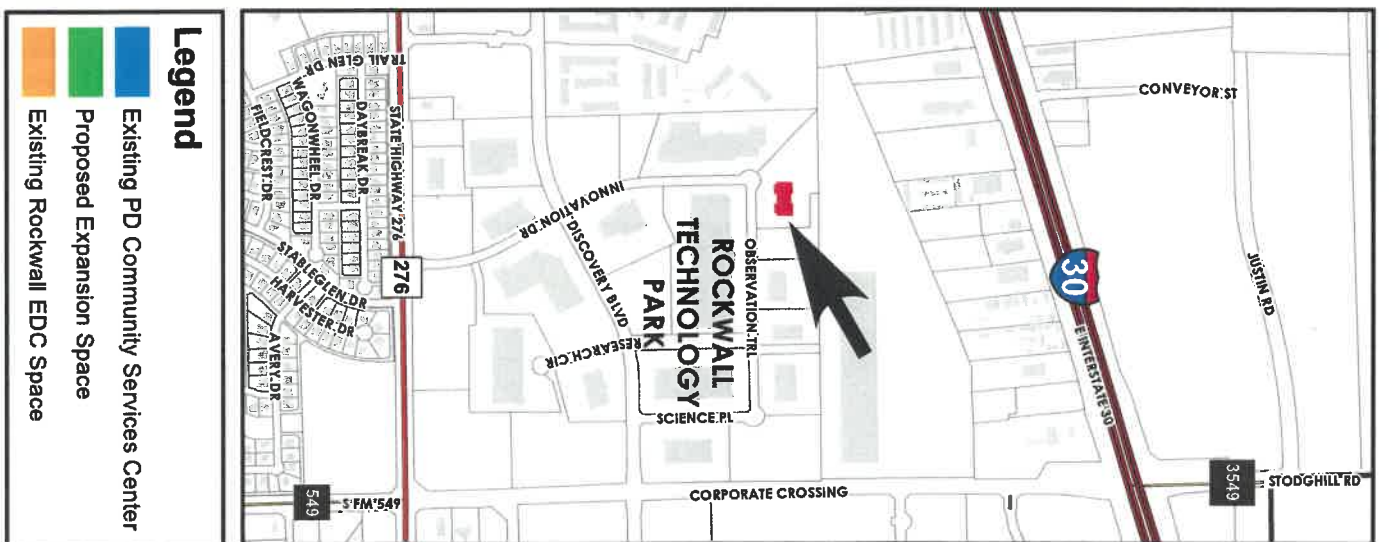 CONVEYOR ST
JUSTIN RD
STODGHILL RD
3549
30
E INTERSTATE 30
OBSERVATION TRL
ROCKWALL
TECHNOLOGY
PARK
INNOVATION DR
DISCOVERY BLVD
RESEARCH CIR
SCIENCE PL
CORPORATE CROSSING
STATE HIGHWAY 276
276
TRAIL GLEN DR
DAYBREAK DR
WAGONWHEEL DR
FIELDCREST DR
STABLEGLEN DR
HARVESTER DR
AVERY DR
S FM 549
549
Legend
Existing PD Community Services Center
Proposed Expansion Space
Existing Rockwall EDC Space